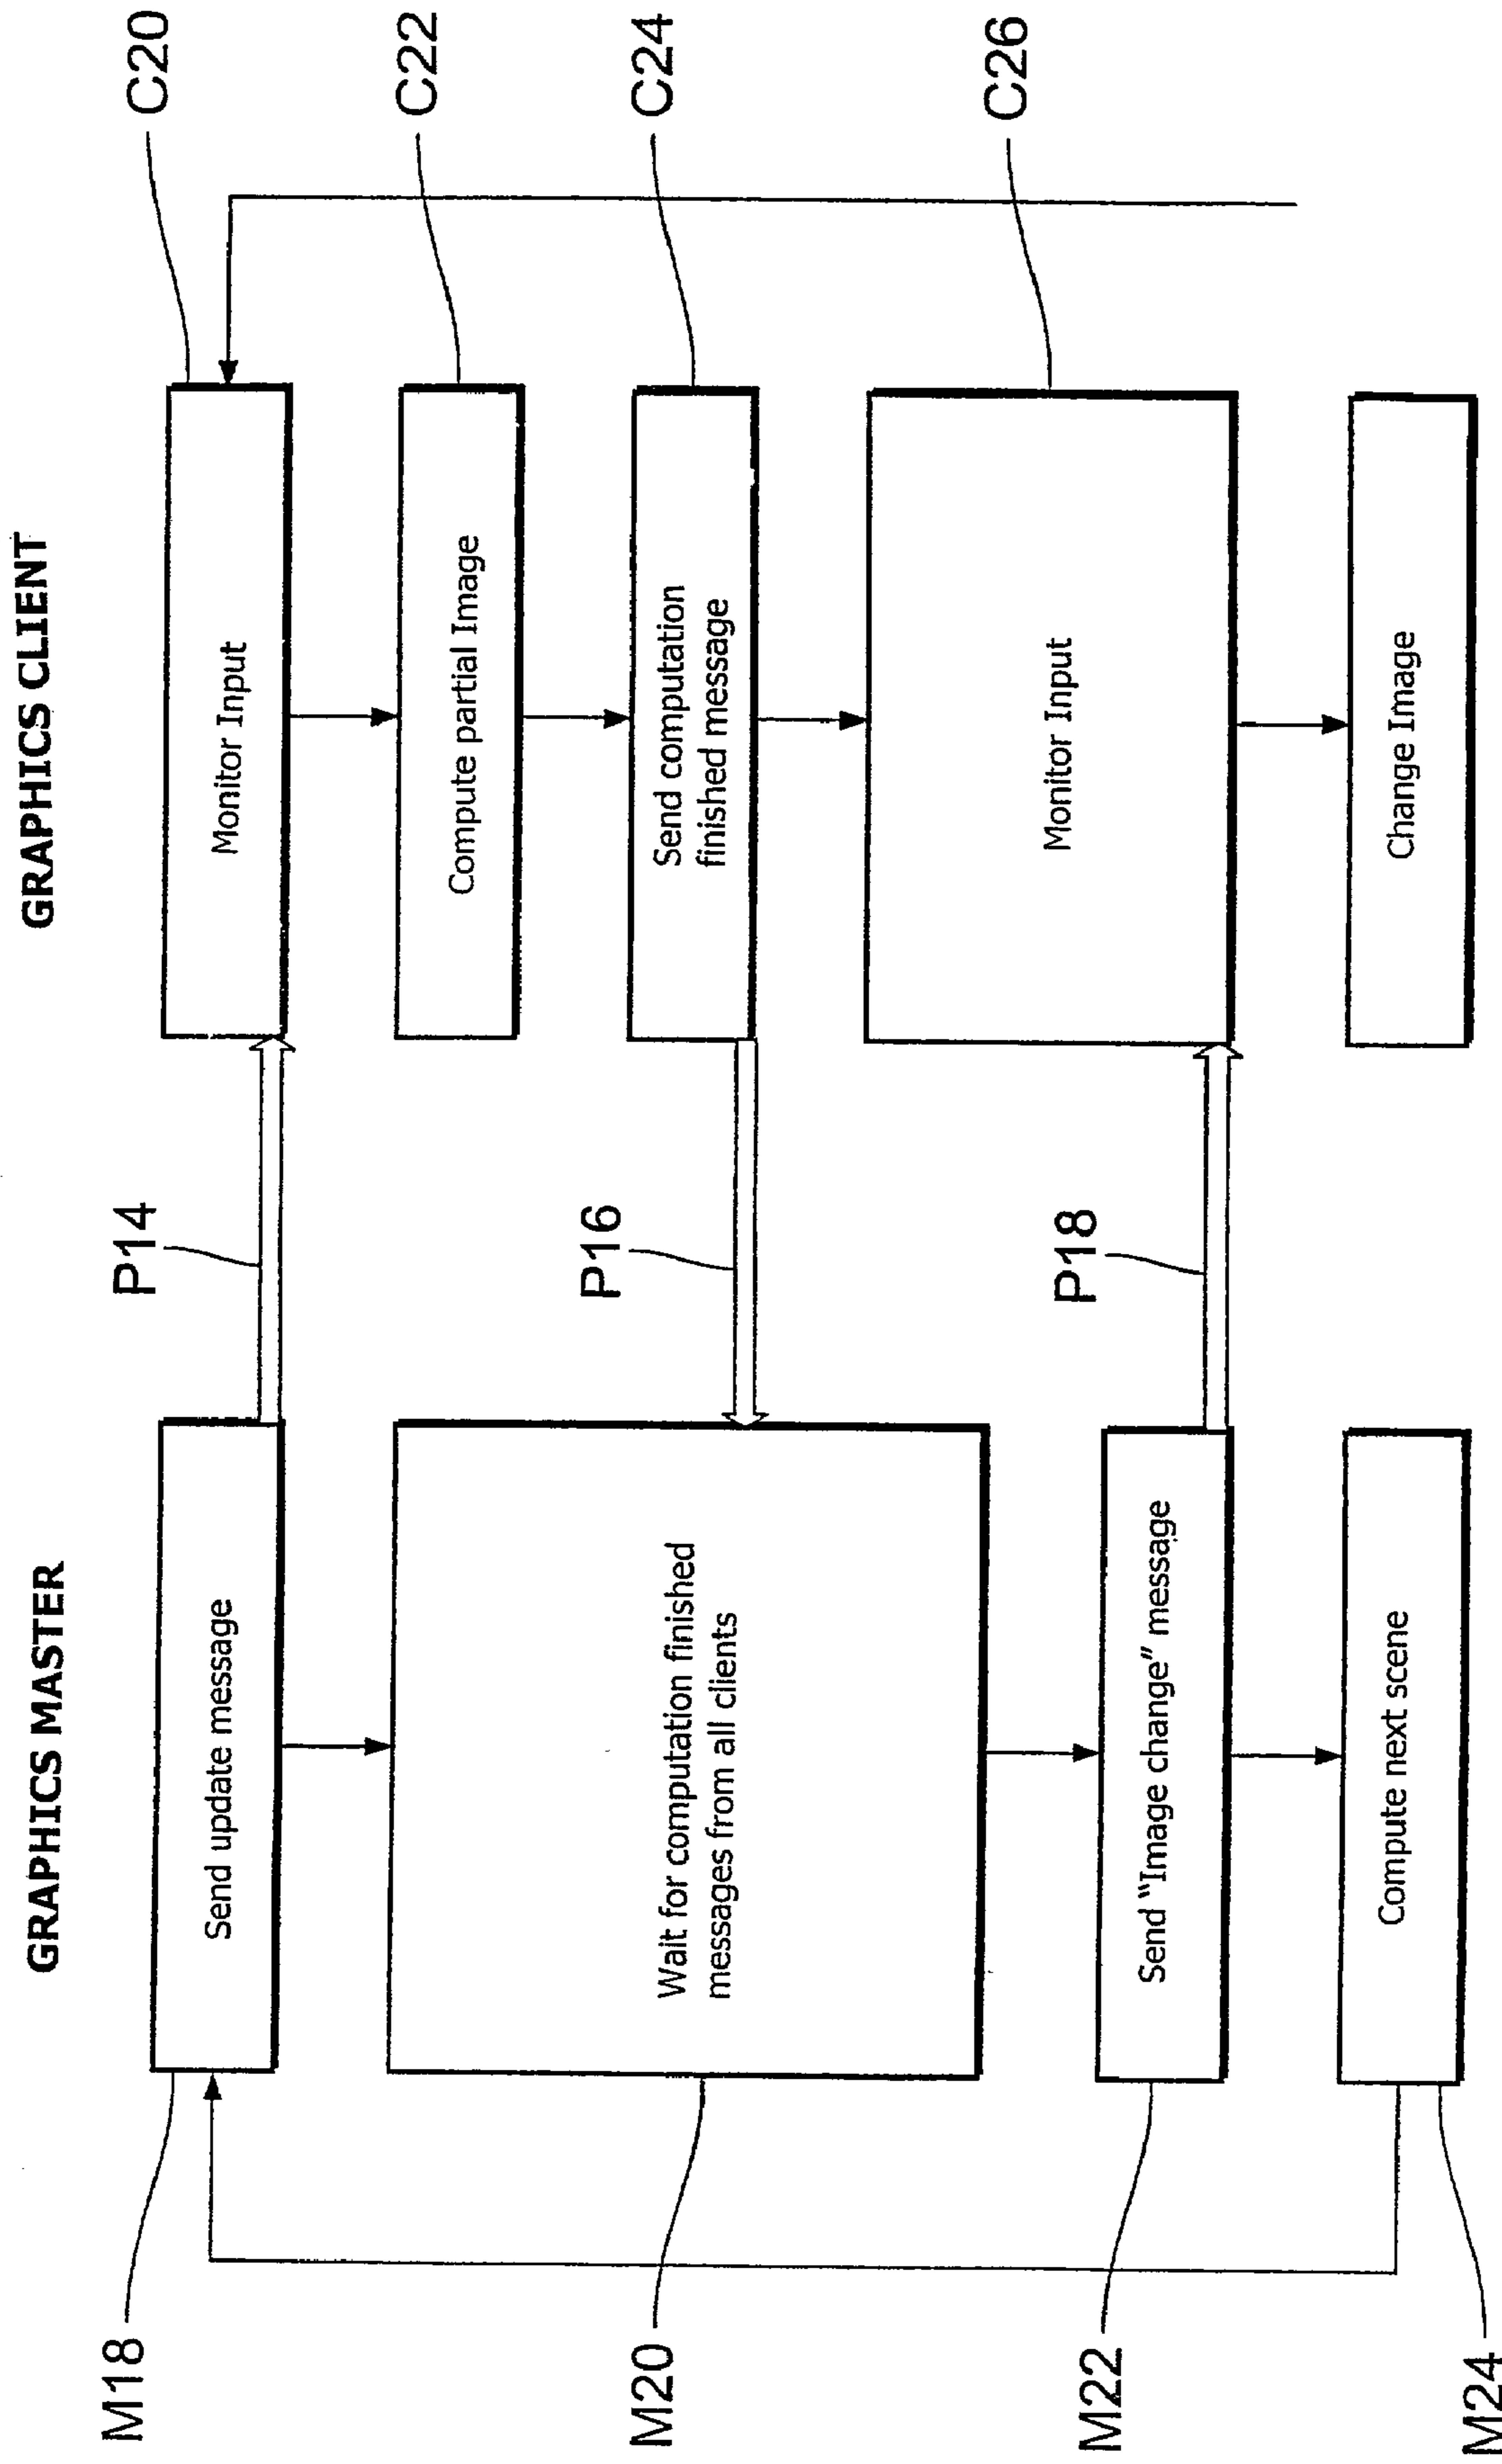 GRAPHICS MASTER
GRAPHICS CLIENT
M18
Send update message
P14
Monitor Input
C20
Compute partial Image
C22
M20
Wait for computation finished
messages from all clients
P16
Send computation
finished message
C24
M22
Send “Image change” message
P18
Monitor Input
C26
M24
Compute next scene
Change Image